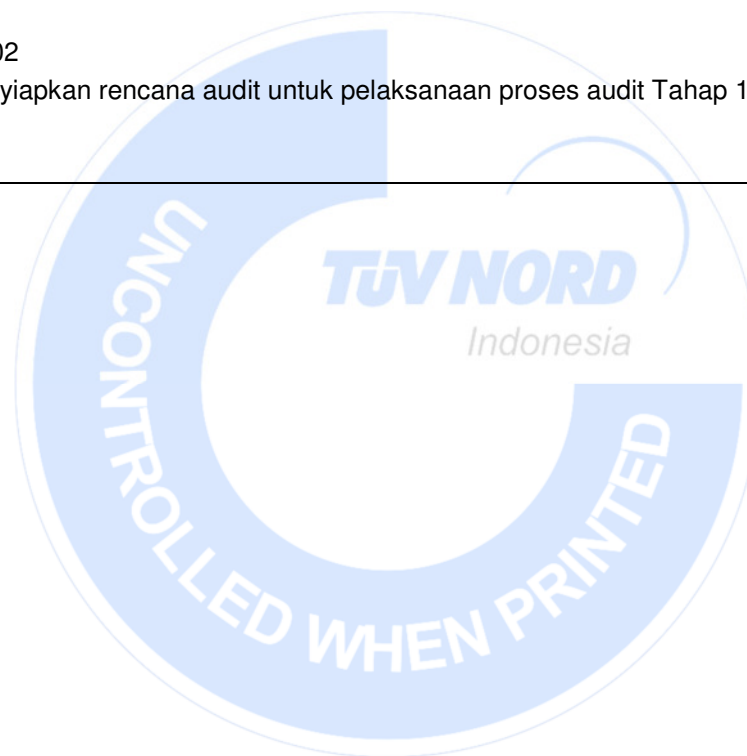 02
yiapkan rencana audit untuk pelaksanaan proses audit Tahap 1
TÜV NORD
Indonesia
UNCONTROLLED WHEN PRINTED